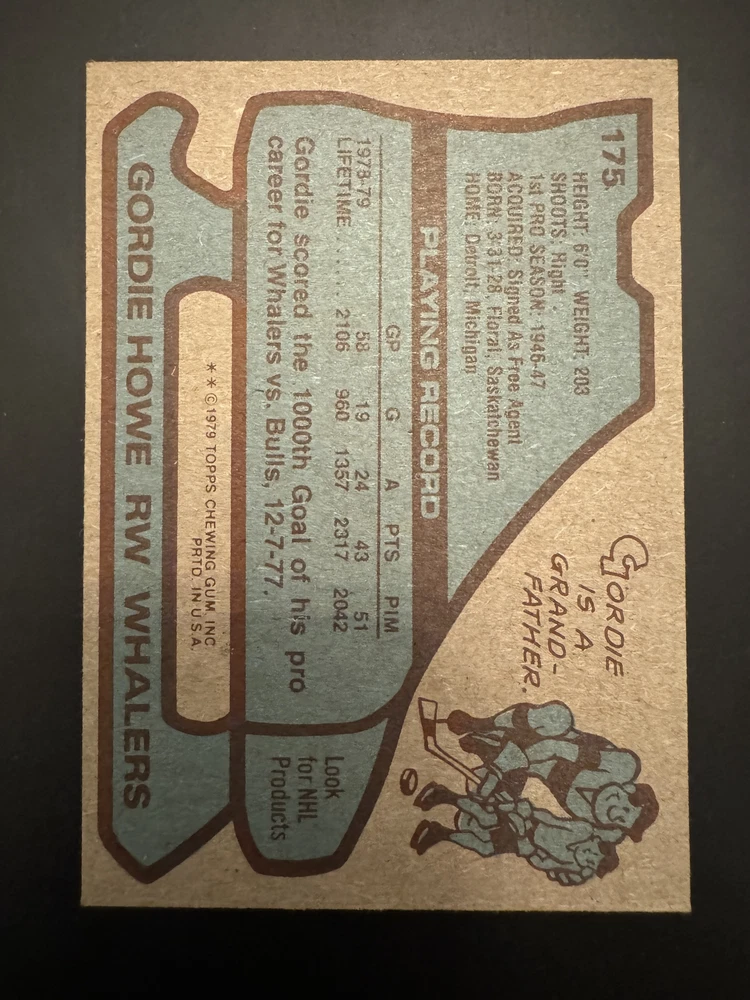 175
HEIGHT: 6'0" WEIGHT: 203
SHOOTS: Right
1st PRO SEASON: 1946-47
ACQUIRED: Signed As Free Agent
BORN: 3-31-28, Floral, Saskatchewan
HOME: Detroit, Michigan
GORDIE
IS A
GRAND-
FATHER.
PLAYING RECORD
GP G A PTS PIM
1978-79 58 19 24 43 51
LIFETIME ...... 2106 960 1357 2317 2042
Gordie scored the 1000th Goal of his pro
career for Whalers vs. Bulls, 12-7-77.
Look
for NHL
Products
* * © 1979 TOPPS CHEWING GUM, INC.
PRTD. IN U.S.A.
GORDIE HOWE RW WHALERS